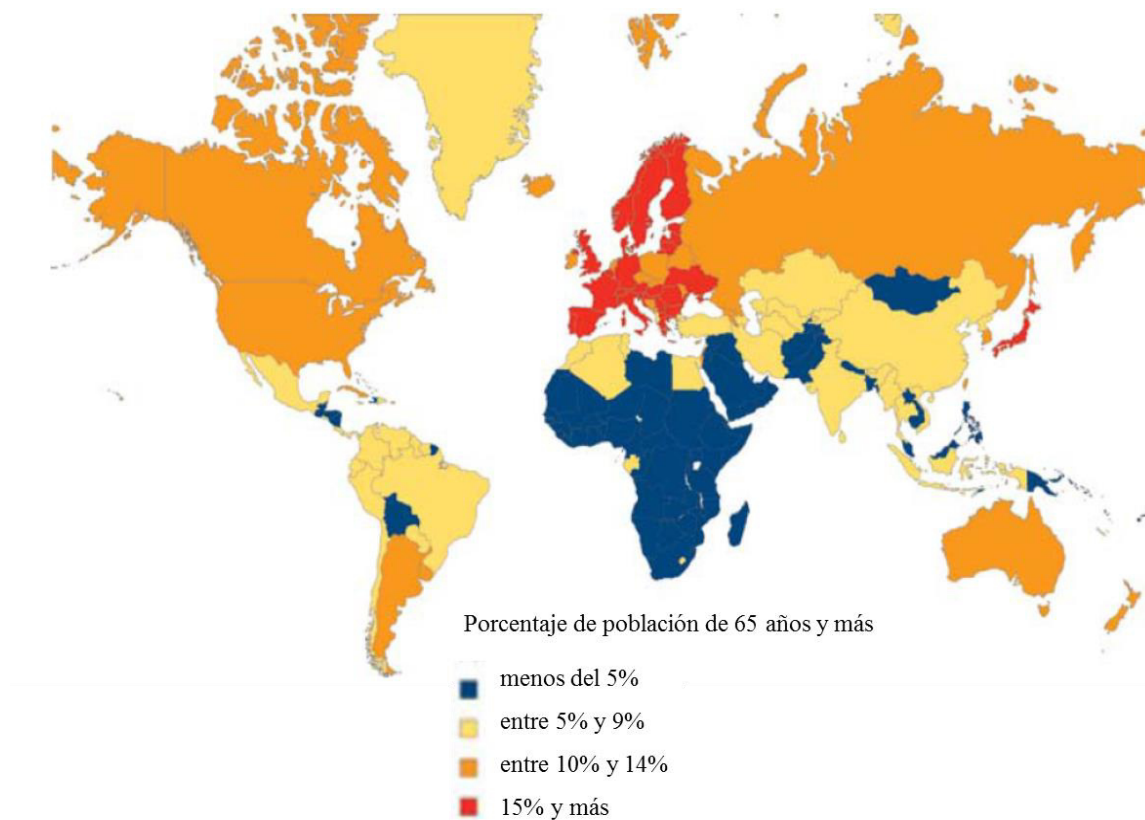 Porcentaje de población de 65 años y más
menos del 5%
entre 5% y 9%
entre 10% y 14%
15% y más